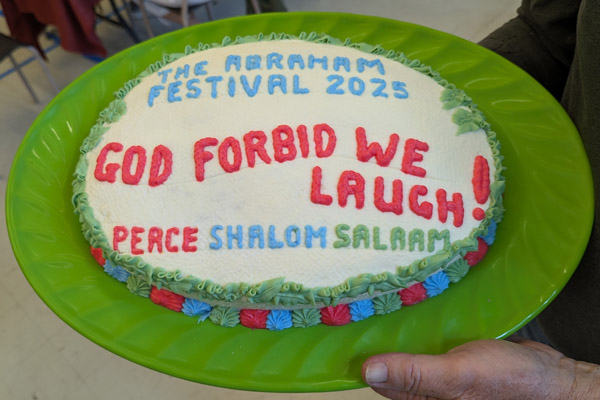 THE ABRAHAM
FESTIVAL 2025
GOD FORBID WE
LAUGH!
PEACE SHALOM SALAAM